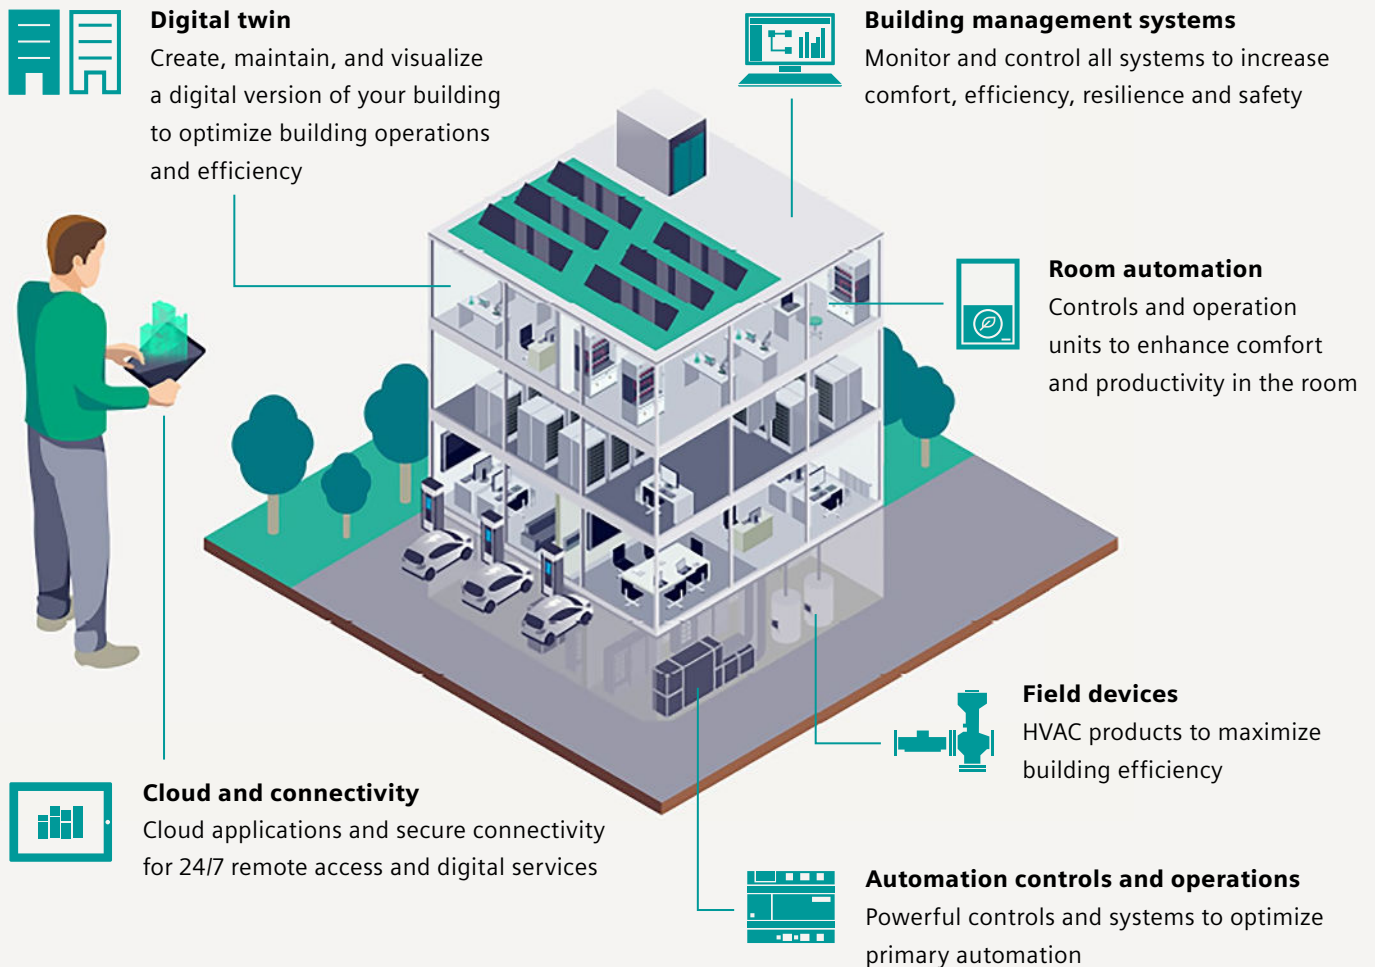 Digital twin
Create, maintain, and visualize
a digital version of your building
to optimize building operations
and efficiency
Building management systems
Monitor and control all systems to increase
comfort, efficiency, resilience and safety
Room automation
Controls and operation
units to enhance comfort
and productivity in the room
Field devices
HVAC products to maximize
building efficiency
Cloud and connectivity
Cloud applications and secure connectivity
for 24/7 remote access and digital services
Automation controls and operations
Powerful controls and systems to optimize
primary automation